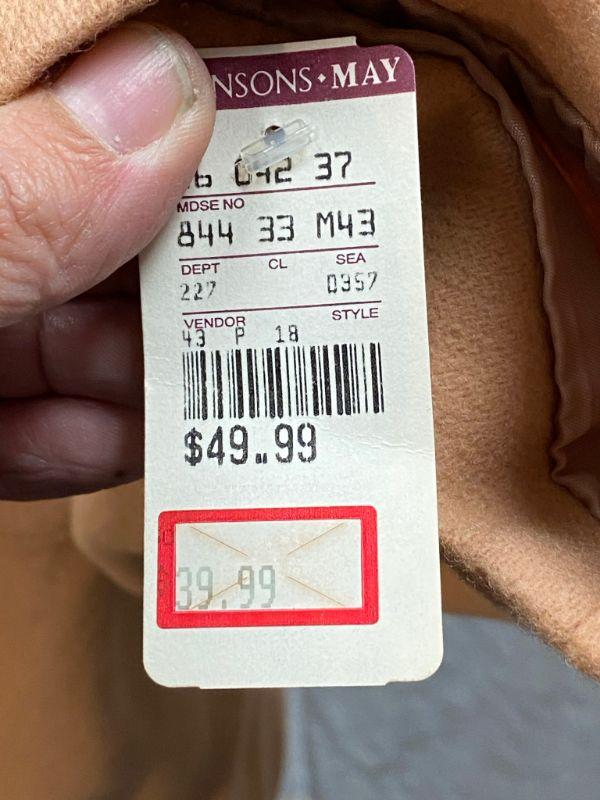 NSONS • MAY
6 042 37
MDSE NO
844 33 M43
DEPT CL SEA
227 0357
VENDOR STYLE
43 P 18
$49.99
39.99